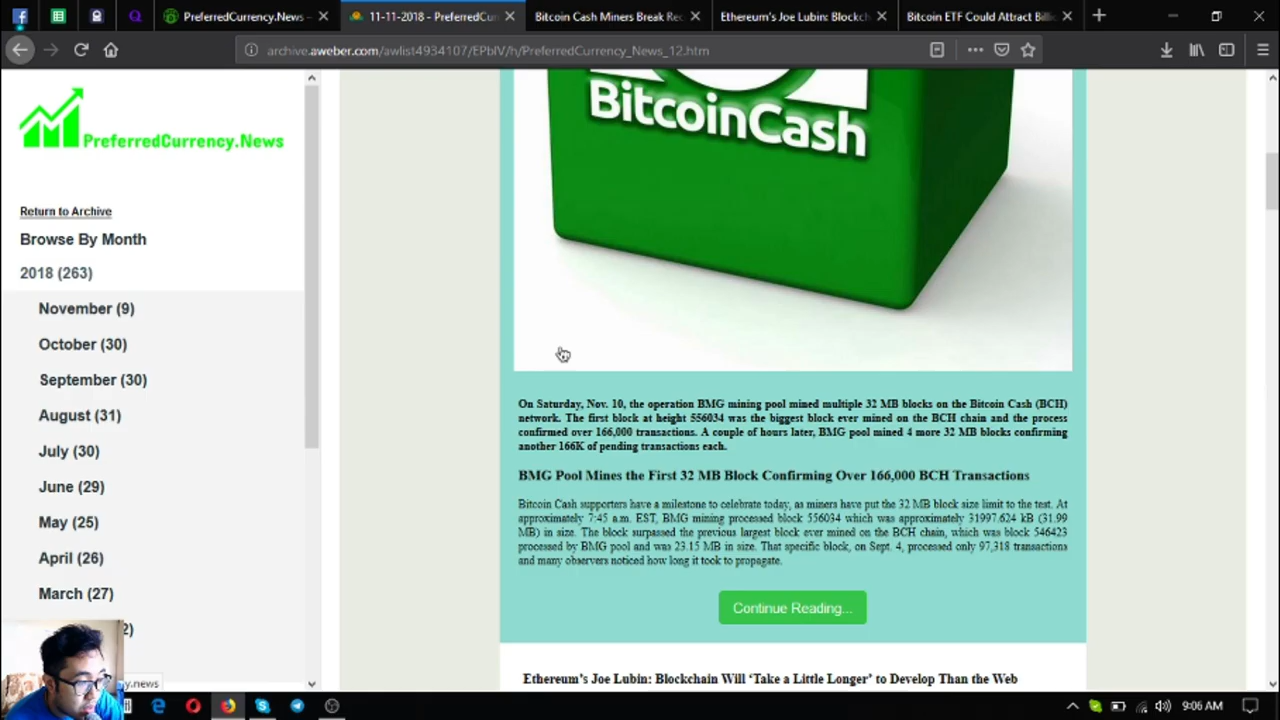 PreferredCurrency.News –
11-11-2018 - PreferredCur
Bitcoin Cash Miners Break Rec
Ethereum's Joe Lubin: Blockch
Bitcoin ETF Could Attract Billi
archive.aweber.com/awlist4934107/EPbIV/h/PreferredCurrency_News_12.htm
PreferredCurrency.News
Return to Archive
Browse By Month
2018 (263)
November (9)
October (30)
September (30)
August (31)
July (30)
June (29)
May (25)
April (26)
March (27)
2)
cy.news
BitcoinCash
On Saturday, Nov. 10, the operation BMG mining pool mined multiple 32 MB blocks on the Bitcoin Cash (BCH)
network. The first block at height 556034 was the biggest block ever mined on the BCH chain and the process
confirmed over 166,000 transactions. A couple of hours later, BMG pool mined 4 more 32 MB blocks confirming
another 166K of pending transactions each.
BMG Pool Mines the First 32 MB Block Confirming Over 166,000 BCH Transactions
Bitcoin Cash supporters have a milestone to celebrate today, as miners have put the 32 MB block size limit to the test. At
approximately 7:45 a.m. EST, BMG mining processed block 556034 which was approximately 31997.624 kB (31.99
MB) in size. The block surpassed the previous largest block ever mined on the BCH chain, which was block 546423
processed by BMG pool and was 23.15 MB in size. That specific block, on Sept. 4, processed only 97,318 transactions
and many observers noticed how long it took to propagate.
Continue Reading...
Ethereum's Joe Lubin: Blockchain Will 'Take a Little Longer' to Develop Than the Web
9:06 AM